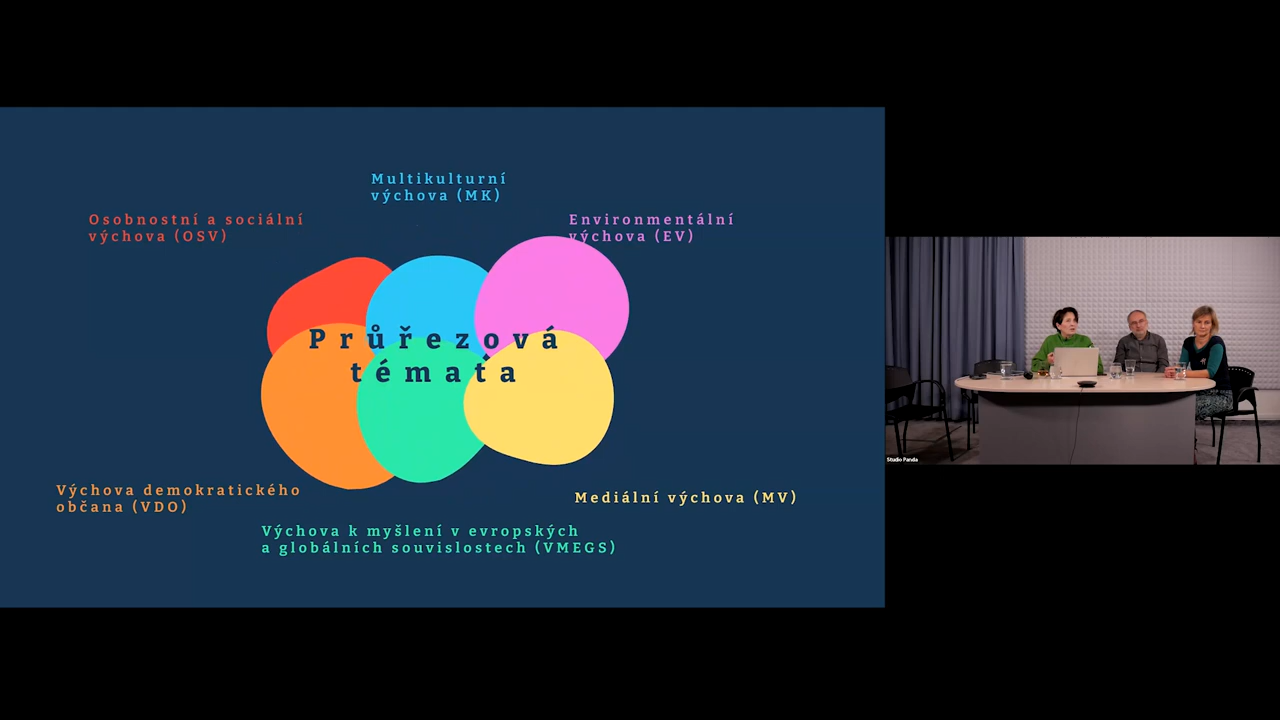 Multikulturní
výchova (MK)
Osobnostní a sociální
výchova (OSV)
Environmentální
výchova (EV)
Průřezová
témata
Výchova demokratického
občana (VDO)
Mediální výchova (MV)
Výchova k myšlení v evropských
a globálních souvislostech (VMEGS)
Studio Panda